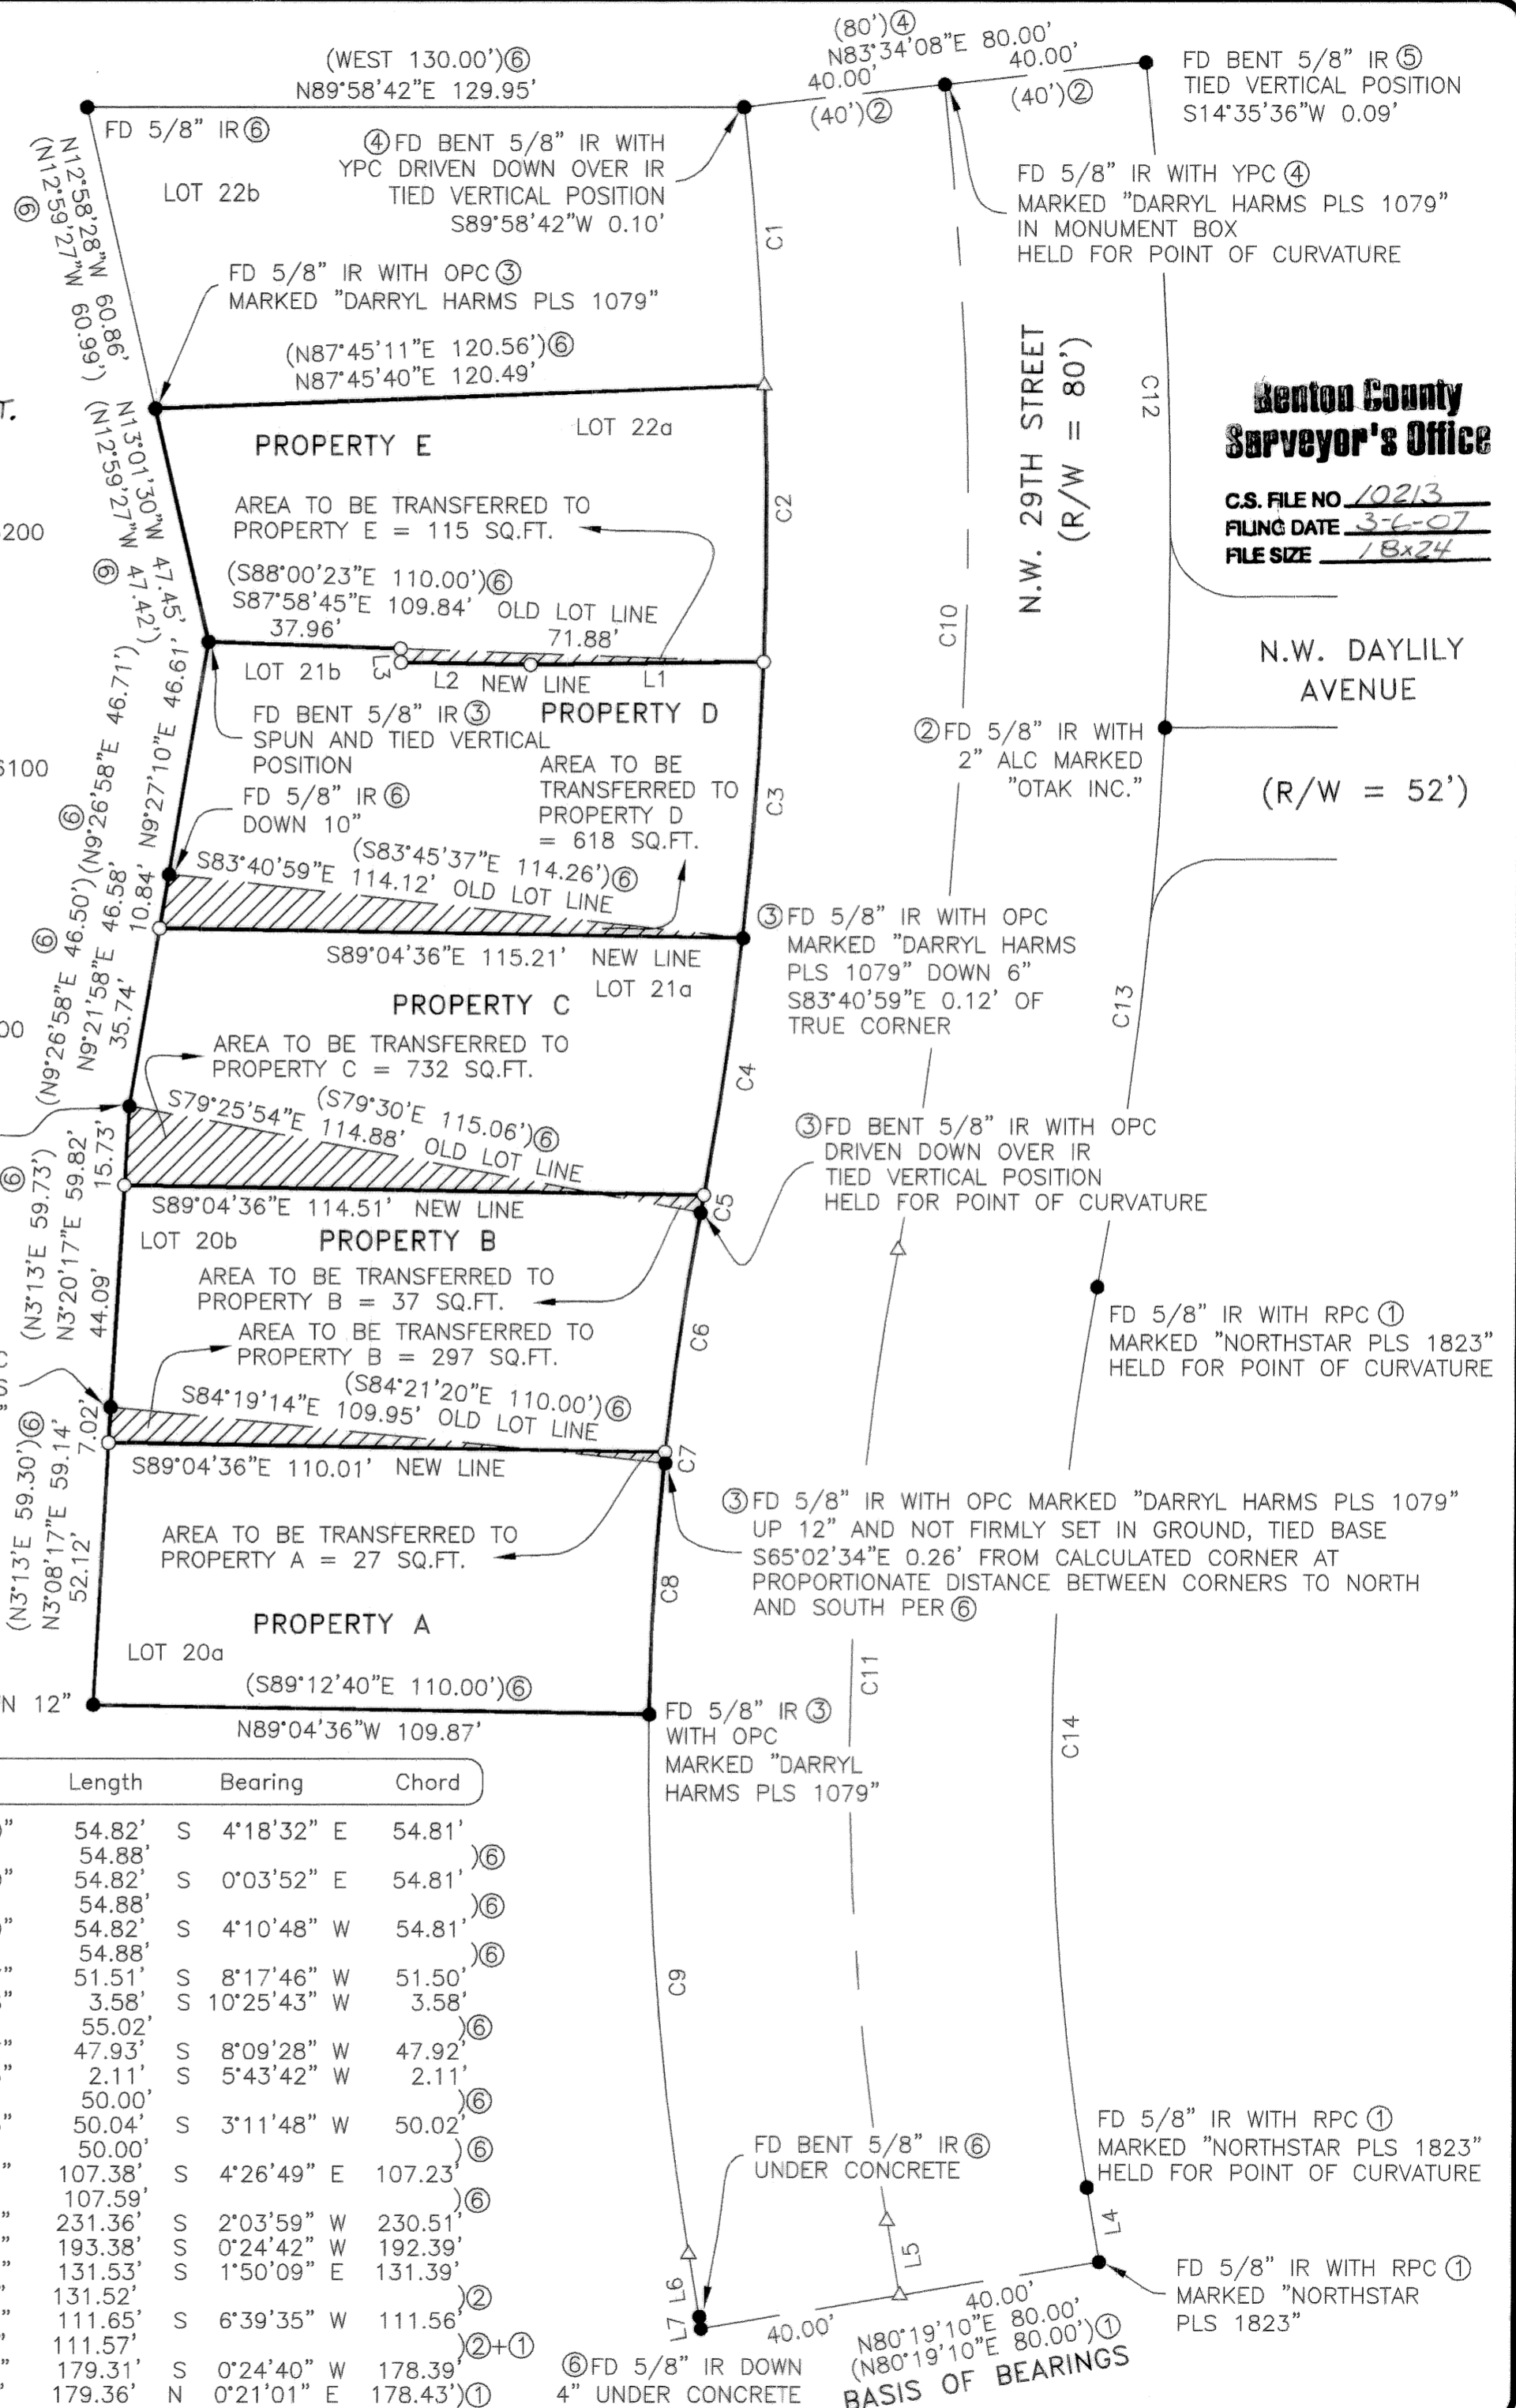 (WEST 130.00')⑥
N89°58'42"E 129.95'
(80')④
N83°34'08"E 80.00'
40.00'
40.00'
(40')②
(40')②
FD BENT 5/8" IR⑤
TIED VERTICAL POSITION
S14°35'36"W 0.09'
FD 5/8" IR⑥
④FD BENT 5/8" IR WITH
YPC DRIVEN DOWN OVER IR
TIED VERTICAL POSITION
S89°58'42"W 0.10'
LOT 22b
FD 5/8" IR WITH YPC④
MARKED "DARRYL HARMS PLS 1079"
IN MONUMENT BOX
HELD FOR POINT OF CURVATURE
N12°58'28"W 60.86'
(N12°59'27"W 60.99')
⑥
C1
FD 5/8" IR WITH OPC③
MARKED "DARRYL HARMS PLS 1079"
(N87°45'11"E 120.56')⑥
N87°45'40"E 120.49'
N.W. 29TH STREET
(R/W = 80')
C12
Benton County
Surveyor's Office
C.S. FILE NO 10213
FILING DATE 3-6-07
FILE SIZE 18x24
T.
LOT 22a
PROPERTY E
N13°01'30"W 47.45'
(N12°59'27"W 47.42')
⑥
AREA TO BE TRANSFERRED TO
PROPERTY E = 115 SQ.FT.
C2
200
(S88°00'23"E 110.00')⑥
S87°58'45"E 109.84' OLD LOT LINE
37.96'
71.88'
C10
N.W. DAYLILY
AVENUE
LOT 21b
L3
L2 NEW LINE L1
FD BENT 5/8" IR③
SPUN AND TIED VERTICAL
POSITION
PROPERTY D
②FD 5/8" IR WITH
2" ALC MARKED
"OTAK INC."
(R/W = 52')
6100
AREA TO BE
TRANSFERRED TO
PROPERTY D
= 618 SQ.FT.
C3
FD 5/8" IR⑥
DOWN 10"
(N9°26'58"E 46.71')
⑥
N9°27'10"E 46.61'
10.84'
(S83°45'37"E 114.26')⑥
S83°40'59"E 114.12' OLD LOT LINE
③FD 5/8" IR WITH OPC
MARKED "DARRYL HARMS
PLS 1079" DOWN 6"
S83°40'59"E 0.12' OF
TRUE CORNER
S89°04'36"E 115.21' NEW LINE
LOT 21a
PROPERTY C
(N9°26'58"E 46.50')
⑥
N9°21'58"E 46.58'
35.74'
C13
00
AREA TO BE TRANSFERRED TO
PROPERTY C = 732 SQ.FT.
C4
(S79°30'E 115.06')⑥
S79°25'54"E 114.88' OLD LOT LINE
③FD BENT 5/8" IR WITH OPC
DRIVEN DOWN OVER IR
TIED VERTICAL POSITION
HELD FOR POINT OF CURVATURE
S89°04'36"E 114.51' NEW LINE
C5
⑥
(N3°13'E 59.73')
N3°20'17"E 59.82'
15.73'
44.09'
LOT 20b
PROPERTY B
AREA TO BE TRANSFERRED TO
PROPERTY B = 37 SQ.FT.
AREA TO BE TRANSFERRED TO
PROPERTY B = 297 SQ.FT.
C6
FD 5/8" IR WITH RPC①
MARKED "NORTHSTAR PLS 1823"
HELD FOR POINT OF CURVATURE
(S84°21'20"E 110.00')⑥
S84°19'14"E 109.95' OLD LOT LINE
S89°04'36"E 110.01' NEW LINE
C7
(N3°13'E 59.30')⑥
N3°08'17"E 59.14'
7.02'
52.12'
③FD 5/8" IR WITH OPC MARKED "DARRYL HARMS PLS 1079"
UP 12" AND NOT FIRMLY SET IN GROUND, TIED BASE
S65°02'34"E 0.26' FROM CALCULATED CORNER AT
PROPORTIONATE DISTANCE BETWEEN CORNERS TO NORTH
AND SOUTH PER⑥
AREA TO BE TRANSFERRED TO
PROPERTY A = 27 SQ.FT.
C8
PROPERTY A
LOT 20a
C11
(S89°12'40"E 110.00')⑥
N 12"
N89°04'36"W 109.87'
FD 5/8" IR③
WITH OPC
MARKED "DARRYL
HARMS PLS 1079"
C14
Length Bearing Chord
" 54.82' S 4°18'32" E 54.81'
54.88' )⑥
" 54.82' S 0°03'52" E 54.81'
54.88' )⑥
" 54.82' S 4°10'48" W 54.81'
54.88' )⑥
" 51.51' S 8°17'46" W 51.50'
" 3.58' S 10°25'43" W 3.58'
55.02' )⑥
" 47.93' S 8°09'28" W 47.92'
" 2.11' S 5°43'42" W 2.11'
50.00' )⑥
" 50.04' S 3°11'48" W 50.02'
50.00' )⑥
" 107.38' S 4°26'49" E 107.23'
107.59' )⑥
" 231.36' S 2°03'59" W 230.51'
" 193.38' S 0°24'42" W 192.39'
" 131.53' S 1°50'09" E 131.39'
" 131.52' )②
" 111.65' S 6°39'35" W 111.56'
" 111.57' )②+①
" 179.31' S 0°24'40" W 178.39'
" 179.36' N 0°21'01" E 178.43')①
C9
FD BENT 5/8" IR⑥
UNDER CONCRETE
FD 5/8" IR WITH RPC①
MARKED "NORTHSTAR PLS 1823"
HELD FOR POINT OF CURVATURE
L4
L5
L6
L7
FD 5/8" IR WITH RPC①
MARKED "NORTHSTAR
PLS 1823"
40.00'
40.00'
N80°19'10"E 80.00'
(N80°19'10"E 80.00')①
BASIS OF BEARINGS
⑥FD 5/8" IR DOWN
4" UNDER CONCRETE